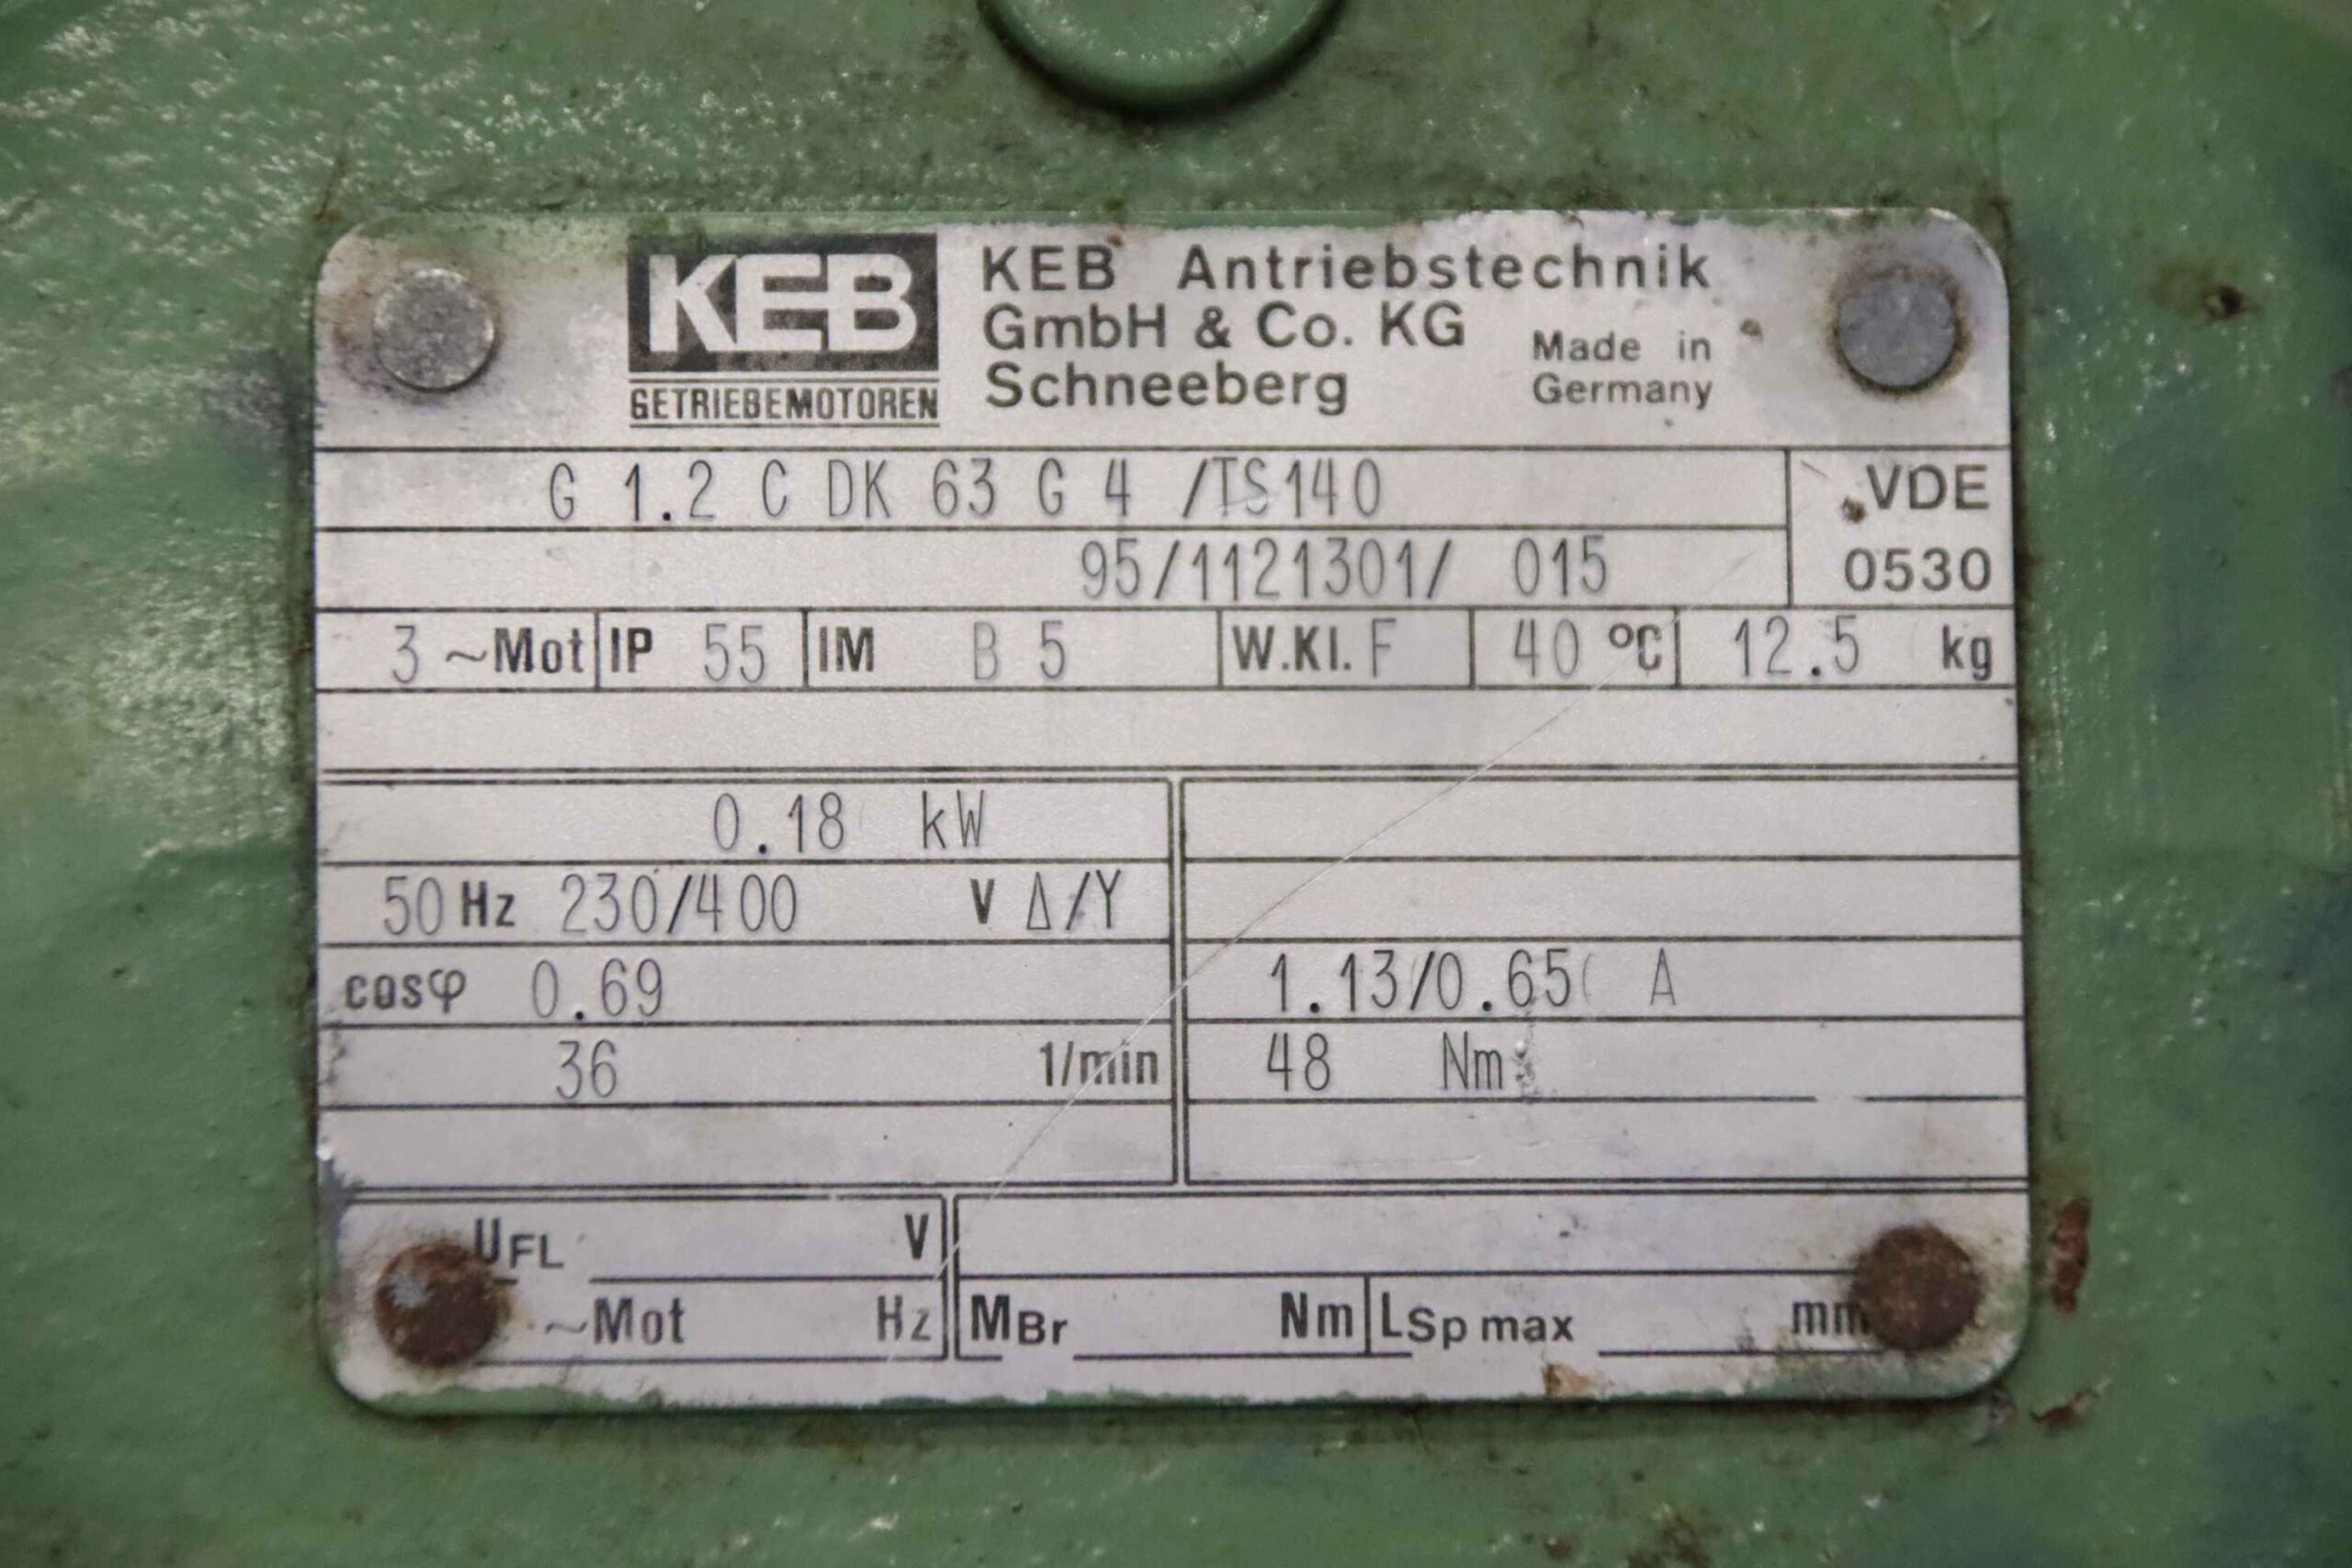 KEB
GETRIEBEMOTOREN
KEB Antriebstechnik
GmbH & Co. KG
Schneeberg
Made in
Germany
G 1.2 C DK 63 G 4 /TS140
VDE
0530
95/1121301/ 015
3 ~Mot IP 55 IM B 5 W.Kl. F 40 °C 12.5 kg
0.18 kW
50 Hz 230/400 V Δ/Y
cosφ 0.69 1.13/0.65 A
36 1/min 48 Nm
UFL V
~Mot Hz MBr Nm LSp max mm